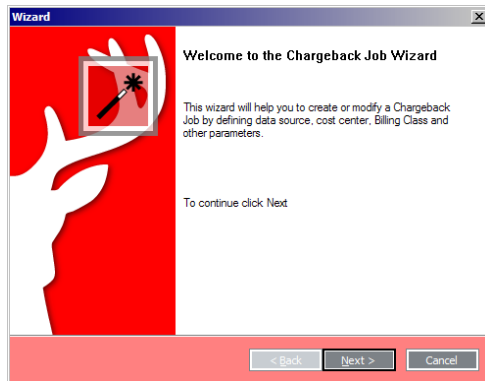 Wizard
Welcome to the Chargeback Job Wizard
This wizard will help you to create or modify a Chargeback
Job by defining data source, cost center, Billing Class and
other parameters.
To continue click Next
< Back Next > Cancel